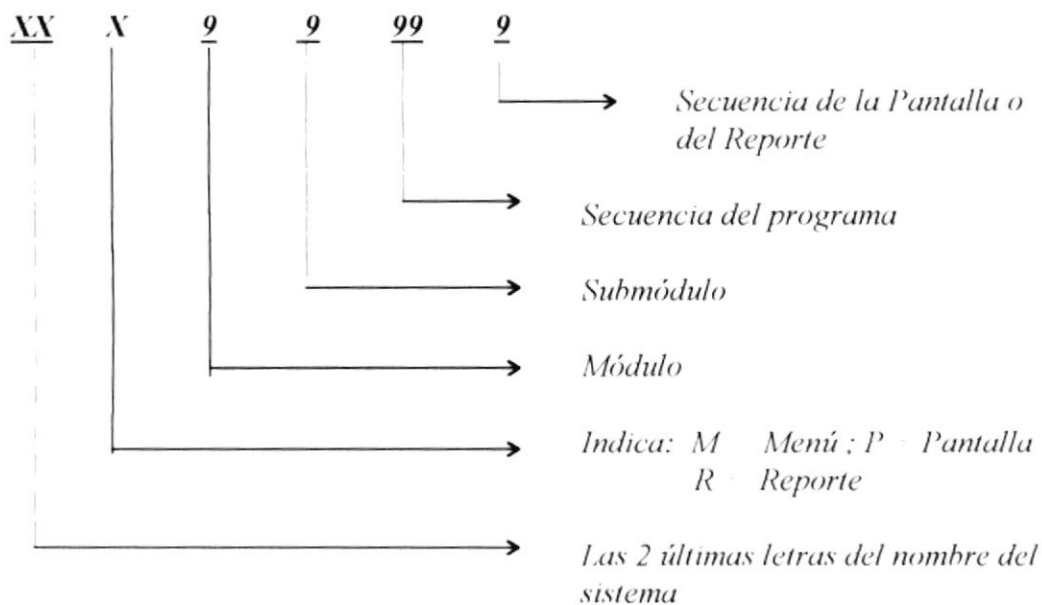 XX X 9 9 99 9
Secuencia de la Pantalla o
del Reporte
Secuencia del programa
Submódulo
Módulo
Indica: M Menú ; P - Pantalla
R - Reporte
Las 2 últimas letras del nombre del
sistema